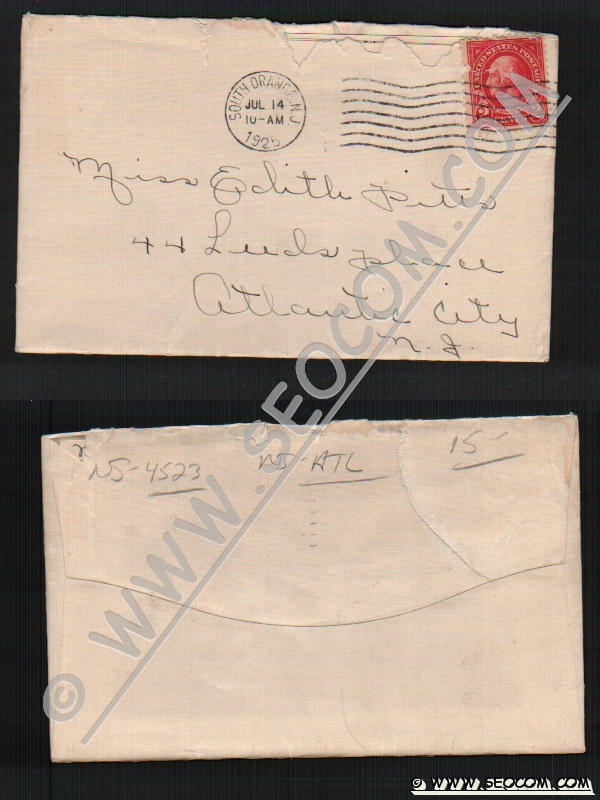 SOUTH ORANGE, N.J.
JUL 14
10-AM
UNITED STATES POSTAGE
Miss Edith Pitts
44 Leeds place
Atlantic City
N. J.
NJ-4523
NJ-ATL
15-
© WWW.SEOCOM.COM
© WWW.SEOCOM.COM